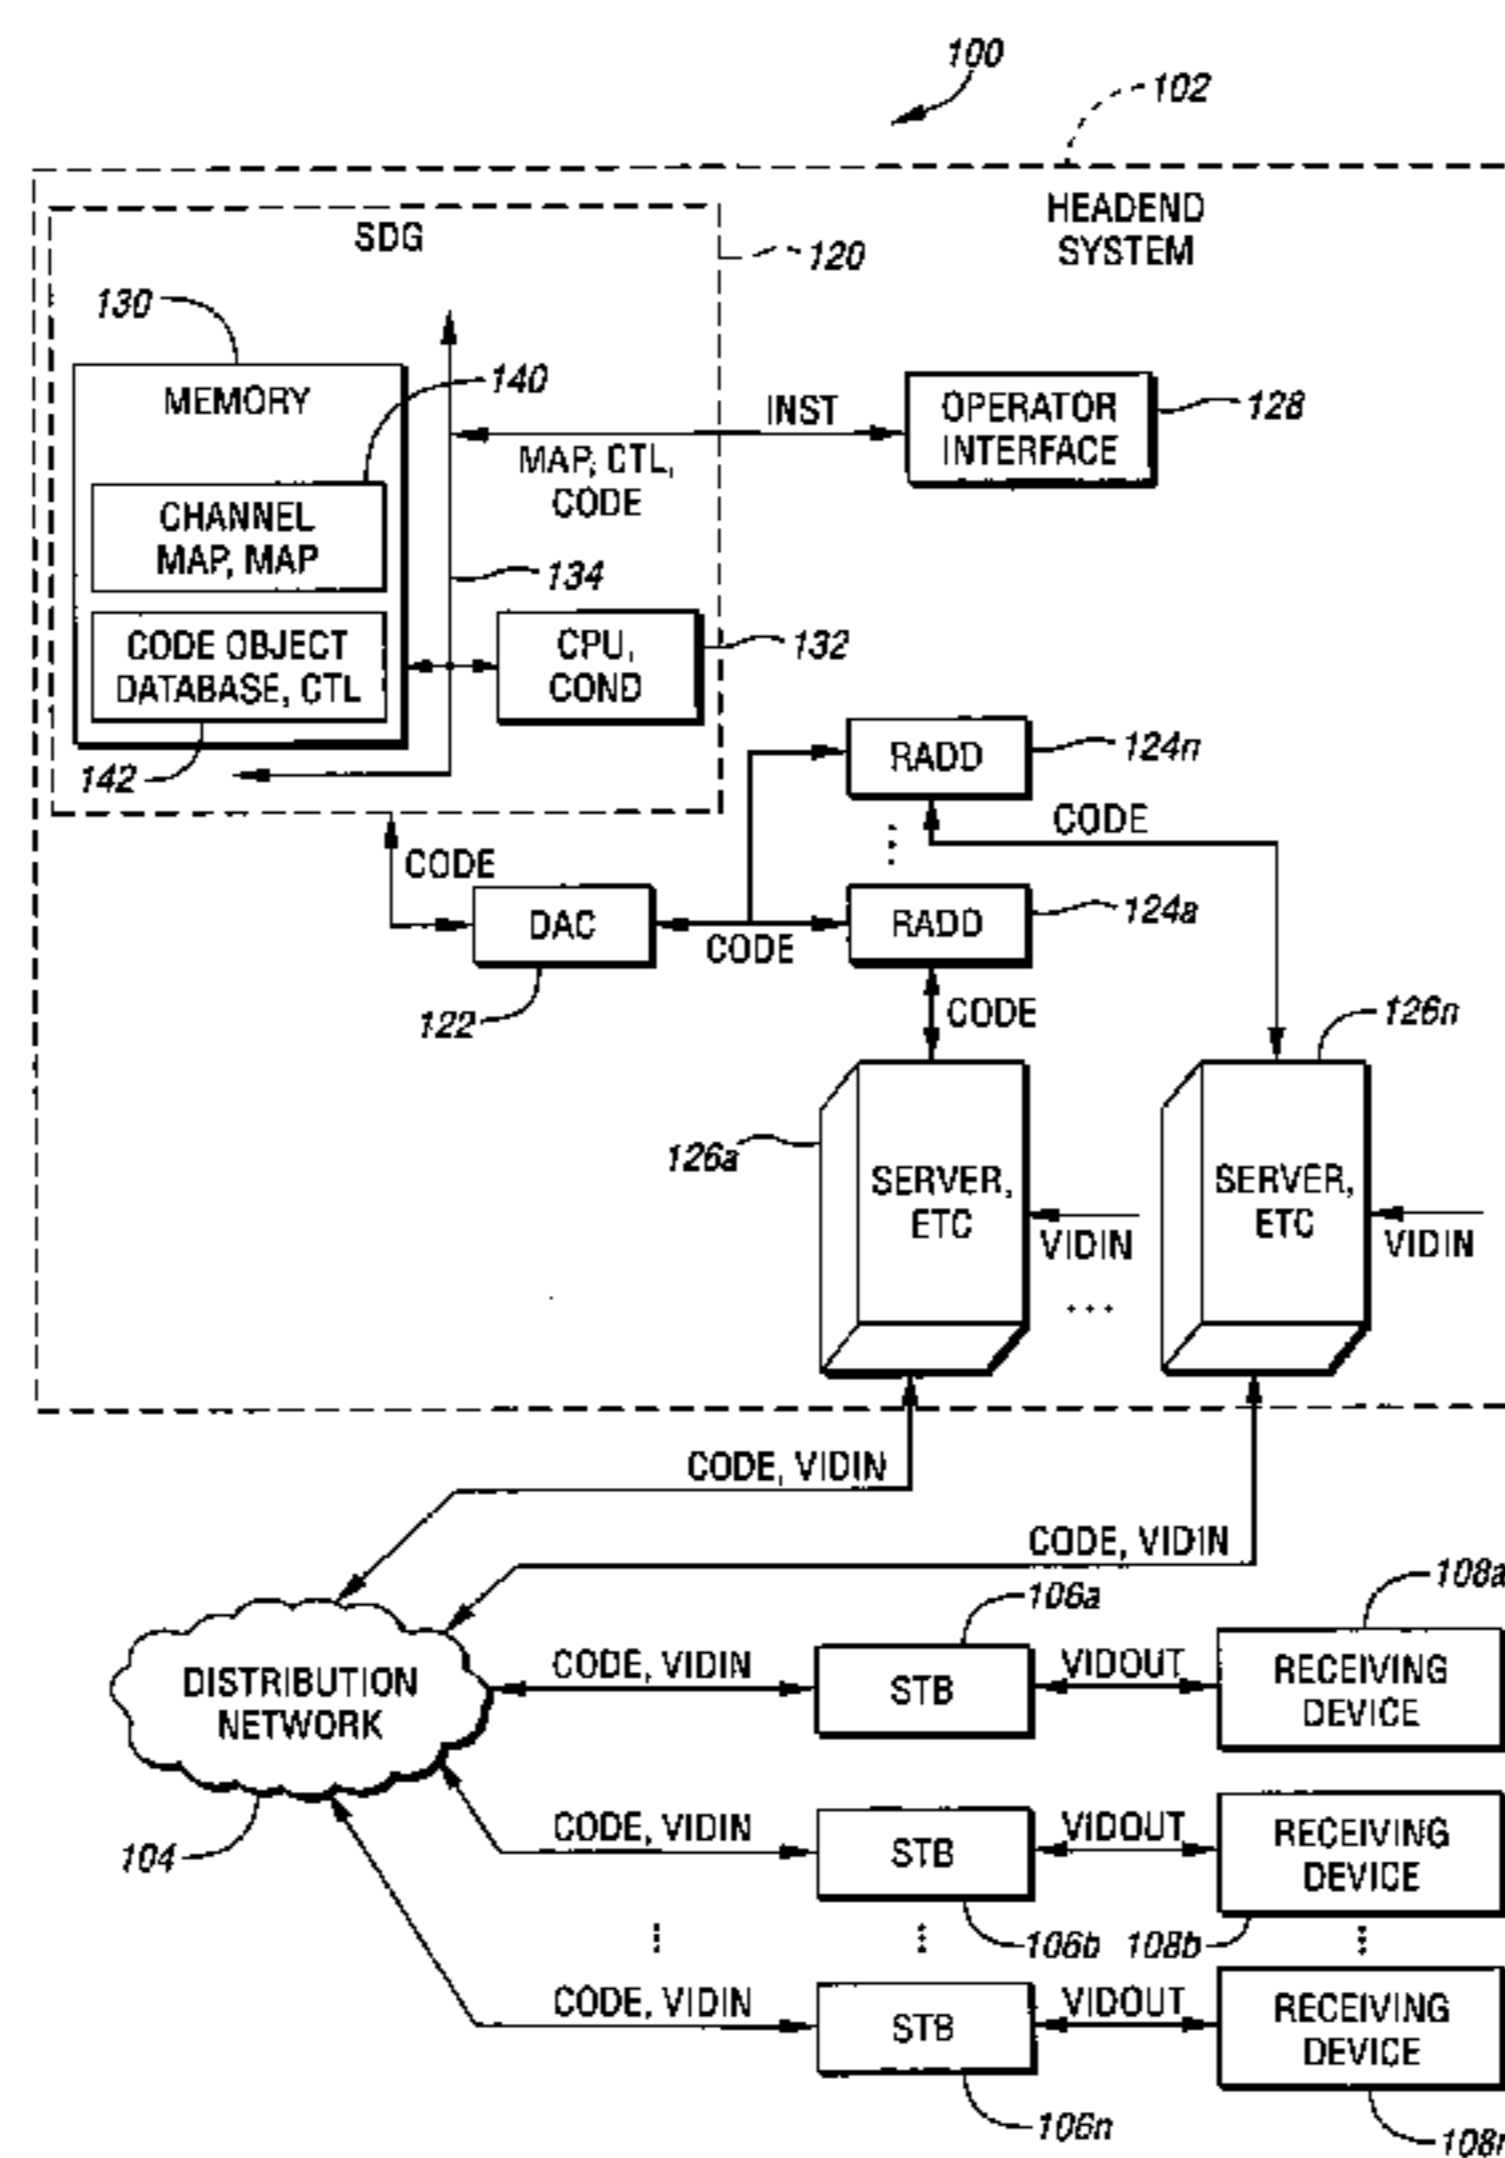 100
102
HEADEND
SYSTEM
SDG
120
130
MEMORY
140
INST
OPERATOR
INTERFACE
128
MAP, CTL,
CODE
CHANNEL
MAP, MAP
134
CODE OBJECT
DATABASE, CTL
CPU,
COND
132
142
RADD
124n
CODE
CODE
DAC
CODE
RADD
124a
122
CODE
126n
126a
SERVER,
ETC
VIDIN
SERVER,
ETC
VIDIN
CODE, VIDIN
CODE, VIDIN
DISTRIBUTION
NETWORK
104
CODE, VIDIN
106a
STB
VIDOUT
108a
RECEIVING
DEVICE
CODE, VIDIN
STB
VIDOUT
RECEIVING
DEVICE
106b
108b
CODE, VIDIN
STB
VIDOUT
RECEIVING
DEVICE
106n
108n